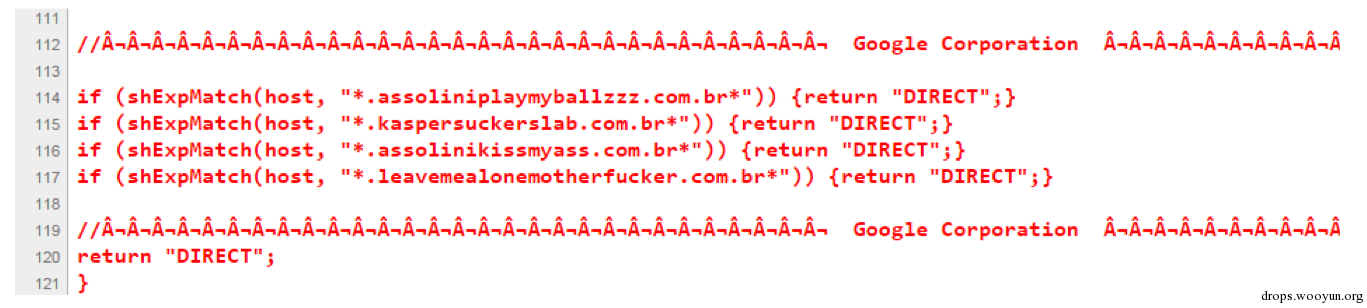 111
112 //Â¬Â¬Â¬Â¬Â¬Â¬Â¬Â¬Â¬Â¬Â¬Â¬Â¬Â¬Â¬Â¬Â¬Â¬Â¬Â¬Â¬Â¬Â¬Â¬Â¬Â¬Â¬Â¬Â¬ Google Corporation Â¬Â¬Â¬Â¬Â¬Â¬Â¬Â¬Â¬Â
113
114 if (shExpMatch(host, "*.assoliniplaymyballzzz.com.br*")) {return "DIRECT";}
115 if (shExpMatch(host, "*.kaspersuckerslab.com.br*")) {return "DIRECT";}
116 if (shExpMatch(host, "*.assolinikissmyass.com.br*")) {return "DIRECT";}
117 if (shExpMatch(host, "*.leavemealonemotherfucker.com.br*")) {return "DIRECT";}
118
119 //Â¬Â¬Â¬Â¬Â¬Â¬Â¬Â¬Â¬Â¬Â¬Â¬Â¬Â¬Â¬Â¬Â¬Â¬Â¬Â¬Â¬Â¬Â¬Â¬Â¬Â¬Â¬Â¬Â¬ Google Corporation Â¬Â¬Â¬Â¬Â¬Â¬Â¬Â¬Â¬Â
120 return "DIRECT";
121 }
drops.wooyun.org